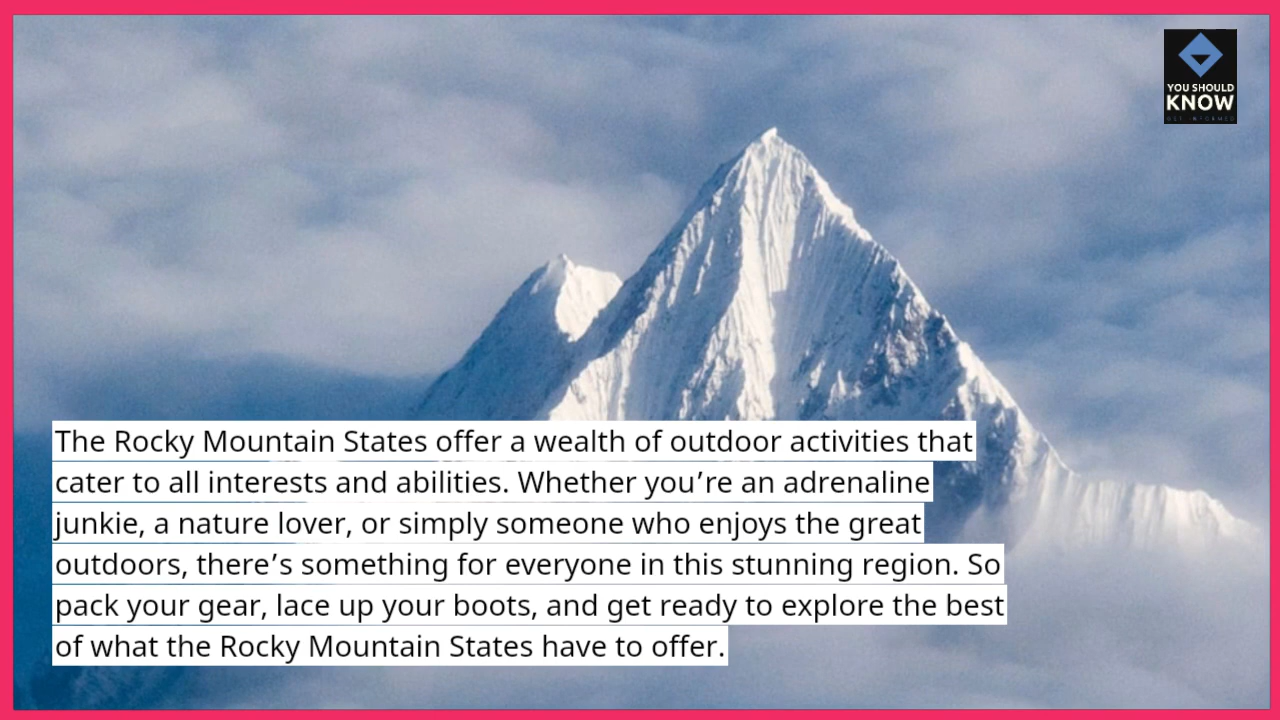 YOU SHOULD
KNOW
GET INFORMED
The Rocky Mountain States offer a wealth of outdoor activities that
cater to all interests and abilities. Whether you’re an adrenaline
junkie, a nature lover, or simply someone who enjoys the great
outdoors, there’s something for everyone in this stunning region. So
pack your gear, lace up your boots, and get ready to explore the best
of what the Rocky Mountain States have to offer.